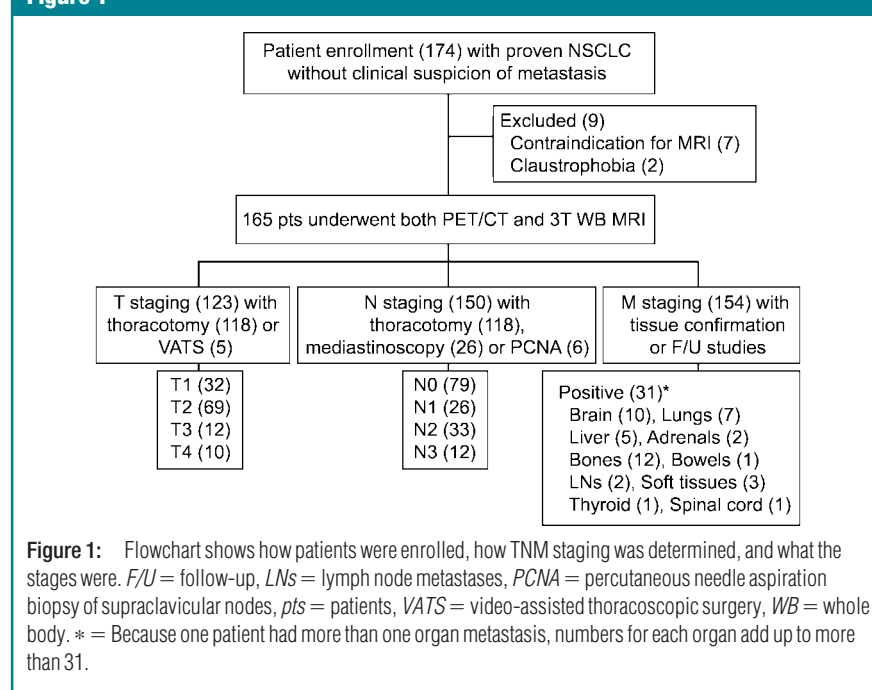 Figure 1
Patient enrollment (174) with proven NSCLC
without clinical suspicion of metastasis
Excluded (9)
Contraindication for MRI (7)
Claustrophobia (2)
165 pts underwent both PET/CT and 3T WB MRI
T staging (123) with
thoracotomy (118) or
VATS (5)
N staging (150) with
thoracotomy (118),
mediastinoscopy (26) or PCNA (6)
M staging (154) with
tissue confirmation
or F/U studies
T1 (32)
T2 (69)
T3 (12)
T4 (10)
N0 (79)
N1 (26)
N2 (33)
N3 (12)
Positive (31)*
Brain (10), Lungs (7)
Liver (5), Adrenals (2)
Bones (12), Bowels (1)
LNs (2), Soft tissues (3)
Thyroid (1), Spinal cord (1)
Figure 1: Flowchart shows how patients were enrolled, how TNM staging was determined, and what the
stages were. F/U = follow-up, LNs = lymph node metastases, PCNA = percutaneous needle aspiration
biopsy of supraclavicular nodes, pts = patients, VATS = video-assisted thoracoscopic surgery, WB = whole
body. * = Because one patient had more than one organ metastasis, numbers for each organ add up to more
than 31.